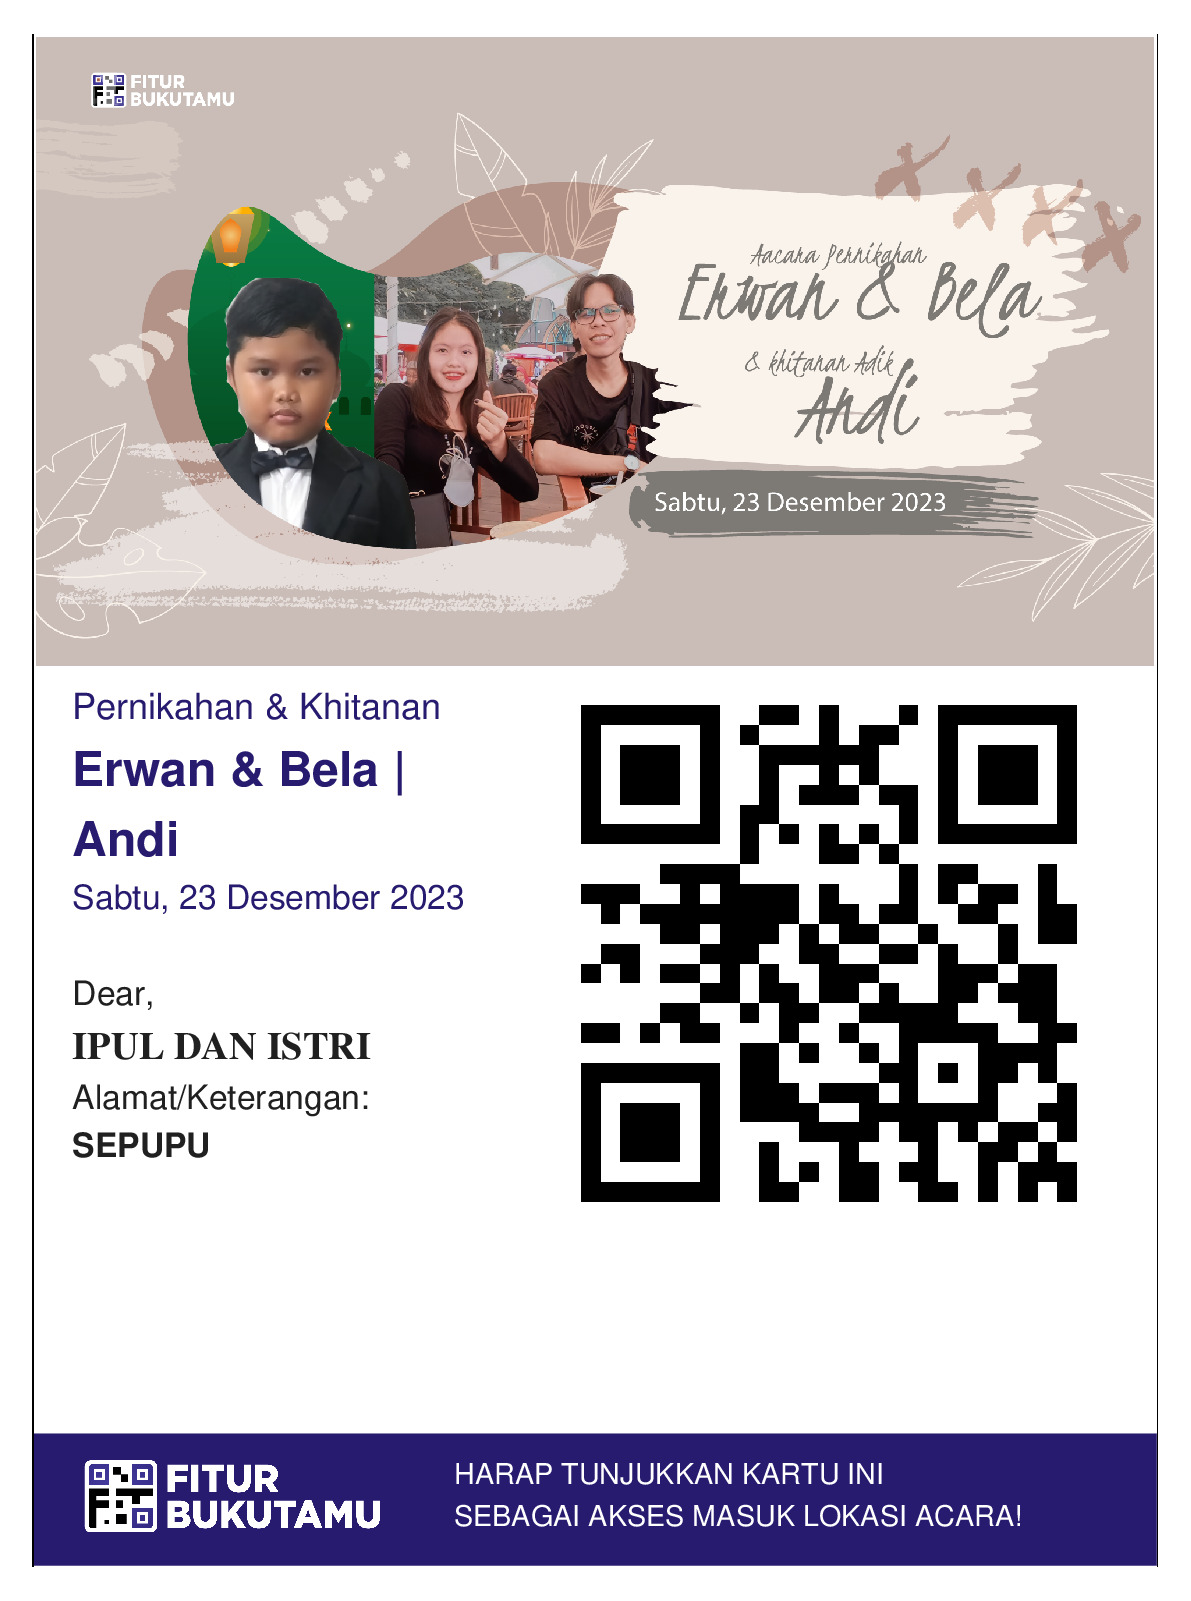 FITUR
BUKUTAMU
Aacara Pernikahan
Erwan & Bela
& khitanan Adik
Andi
Sabtu, 23 Desember 2023
Pernikahan & Khitanan
Erwan & Bela |
Andi
Sabtu, 23 Desember 2023
Dear,
IPUL DAN ISTRI
Alamat/Keterangan:
SEPUPU
FITUR
BUKUTAMU
HARAP TUNJUKKAN KARTU INI
SEBAGAI AKSES MASUK LOKASI ACARA!